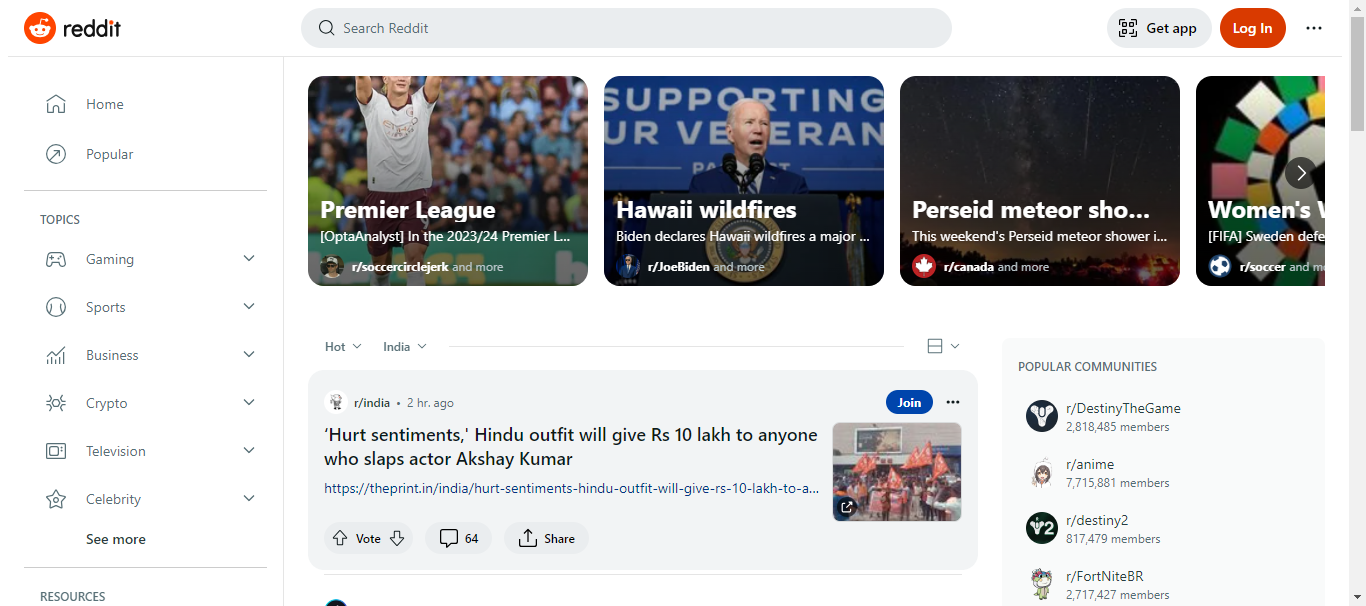 reddit
Search Reddit
Get app
Log In
Home
Popular
TOPICS
Gaming
Sports
Business
Crypto
Television
Celebrity
See more
RESOURCES
Premier League
[OptaAnalyst] In the 2023/24 Premier L...
r/soccercirclejerk and more
SUPPORTING
UR VETERAN
Hawaii wildfires
Biden declares Hawaii wildfires a major ...
r/JoeBiden and more
Perseid meteor sho...
This weekend's Perseid meteor shower i...
r/canada and more
Women's
[FIFA] Sweden defe
r/soccer and mo
Hot
India
r/india • 2 hr. ago
Join
‘Hurt sentiments,' Hindu outfit will give Rs 10 lakh to anyone
who slaps actor Akshay Kumar
https://theprint.in/india/hurt-sentiments-hindu-outfit-will-give-rs-10-lakh-to-a...
Vote
64
Share
POPULAR COMMUNITIES
r/DestinyTheGame
2,818,485 members
r/anime
7,715,881 members
r/destiny2
817,479 members
r/FortNiteBR
2,717,427 members